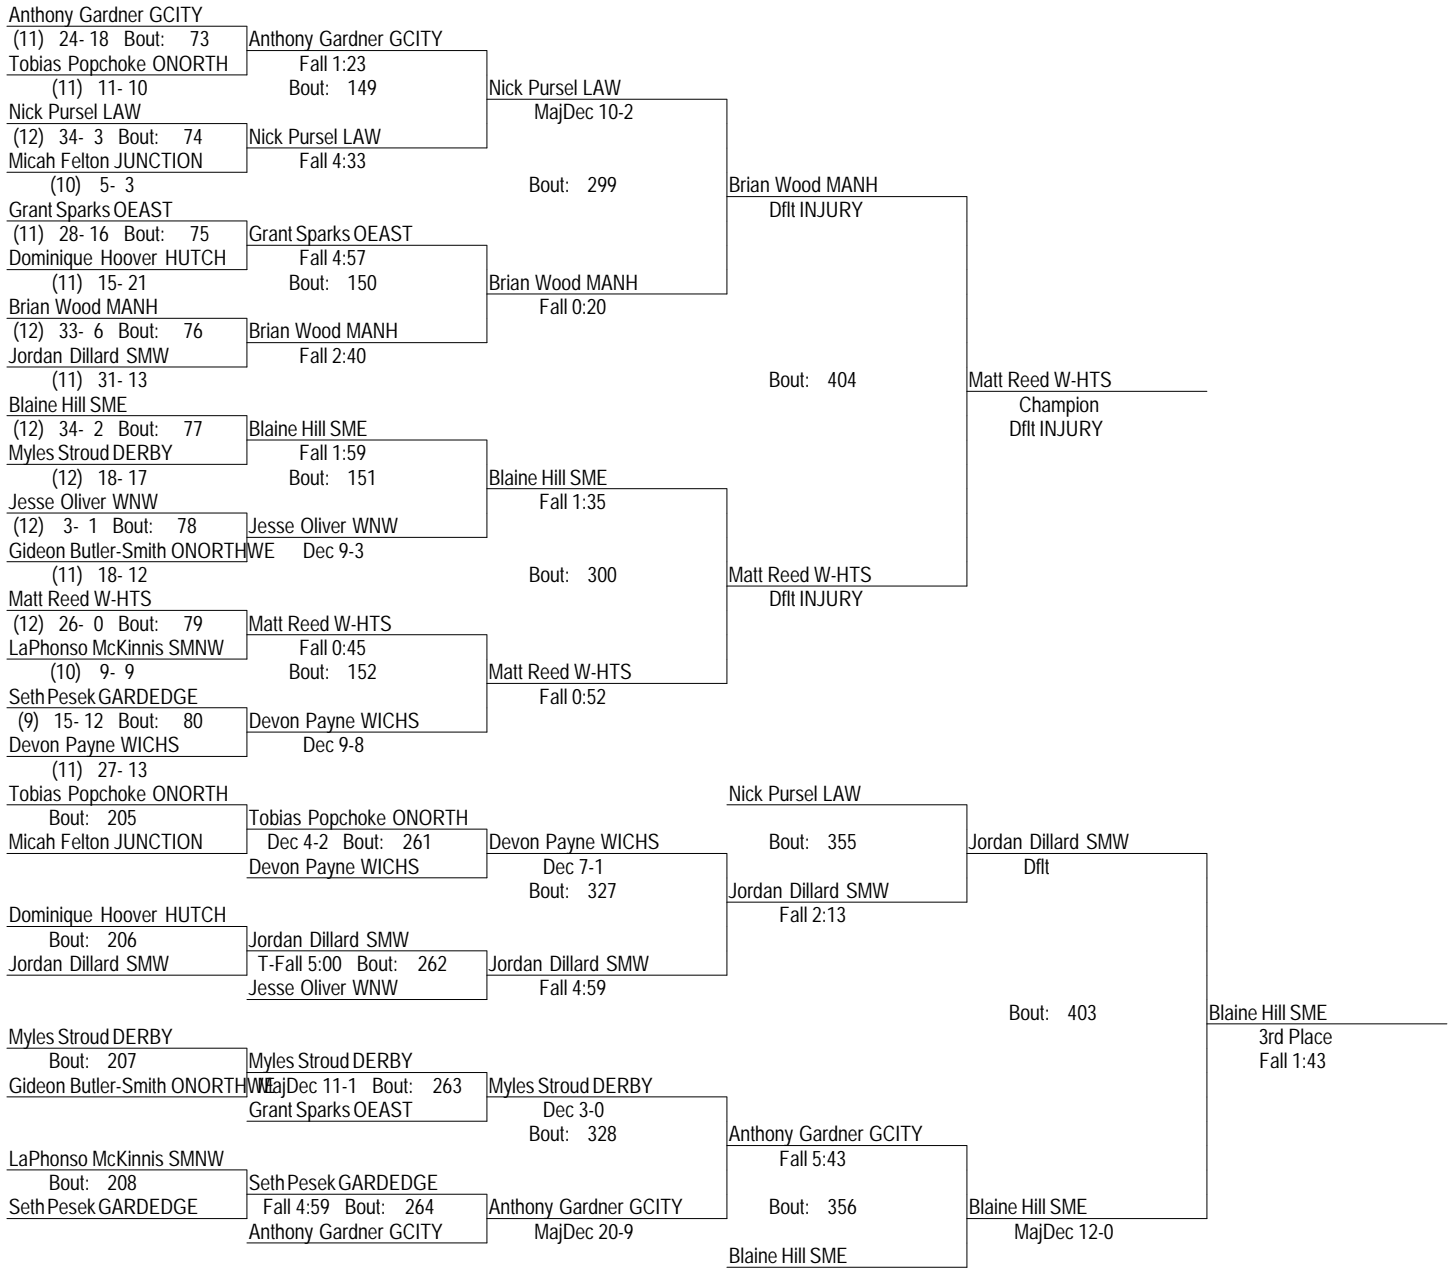 Anthony Gardner GCITY
(11) 24- 18 Bout: 73 Anthony Gardner GCITY
Tobias Popchoke ONORTH Fall 1:23
(11) 11- 10 Bout: 149 Nick Pursel LAW
Nick Pursel LAW MajDec 10-2
(12) 34- 3 Bout: 74 Nick Pursel LAW
Micah Felton JUNCTION Fall 4:33
(10) 5- 3 Bout: 299 Brian Wood MANH
Grant Sparks OEAST Dflt INJURY
(11) 28- 16 Bout: 75 Grant Sparks OEAST
Dominique Hoover HUTCH Fall 4:57
(11) 15- 21 Bout: 150 Brian Wood MANH
Brian Wood MANH Fall 0:20
(12) 33- 6 Bout: 76 Brian Wood MANH
Jordan Dillard SMW Fall 2:40
(11) 31- 13 Bout: 404 Matt Reed W-HTS
Blaine Hill SME Champion
(12) 34- 2 Bout: 77 Blaine Hill SME Dflt INJURY
Myles Stroud DERBY Fall 1:59
(12) 18- 17 Bout: 151 Blaine Hill SME
Jesse Oliver WNW Fall 1:35
(12) 3- 1 Bout: 78 Jesse Oliver WNW
Gideon Butler-Smith ONORTHWE Dec 9-3
(11) 18- 12 Bout: 300 Matt Reed W-HTS
Matt Reed W-HTS Dflt INJURY
(12) 26- 0 Bout: 79 Matt Reed W-HTS
LaPhonso McKinnis SMNW Fall 0:45
(10) 9- 9 Bout: 152 Matt Reed W-HTS
Seth Pesek GARDEDGE Fall 0:52
(9) 15- 12 Bout: 80 Devon Payne WICHS
Devon Payne WICHS Dec 9-8
(11) 27- 13
Tobias Popchoke ONORTH Nick Pursel LAW
Bout: 205 Tobias Popchoke ONORTH
Micah Felton JUNCTION Dec 4-2 Bout: 261 Devon Payne WICHS Bout: 355 Jordan Dillard SMW
Devon Payne WICHS Dec 7-1 Dflt
Bout: 327 Jordan Dillard SMW
Dominique Hoover HUTCH Fall 2:13
Bout: 206 Jordan Dillard SMW
Jordan Dillard SMW T-Fall 5:00 Bout: 262 Jordan Dillard SMW
Jesse Oliver WNW Fall 4:59
Bout: 403 Blaine Hill SME
Myles Stroud DERBY 3rd Place
Bout: 207 Myles Stroud DERBY Fall 1:43
Gideon Butler-Smith ONORTHWE MajDec 11-1 Bout: 263 Myles Stroud DERBY
Grant Sparks OEAST Dec 3-0
Bout: 328 Anthony Gardner GCITY
LaPhonso McKinnis SMNW Fall 5:43
Bout: 208 Seth Pesek GARDEDGE
Seth Pesek GARDEDGE Fall 4:59 Bout: 264 Anthony Gardner GCITY Bout: 356 Blaine Hill SME
Anthony Gardner GCITY MajDec 20-9 MajDec 12-0
Blaine Hill SME